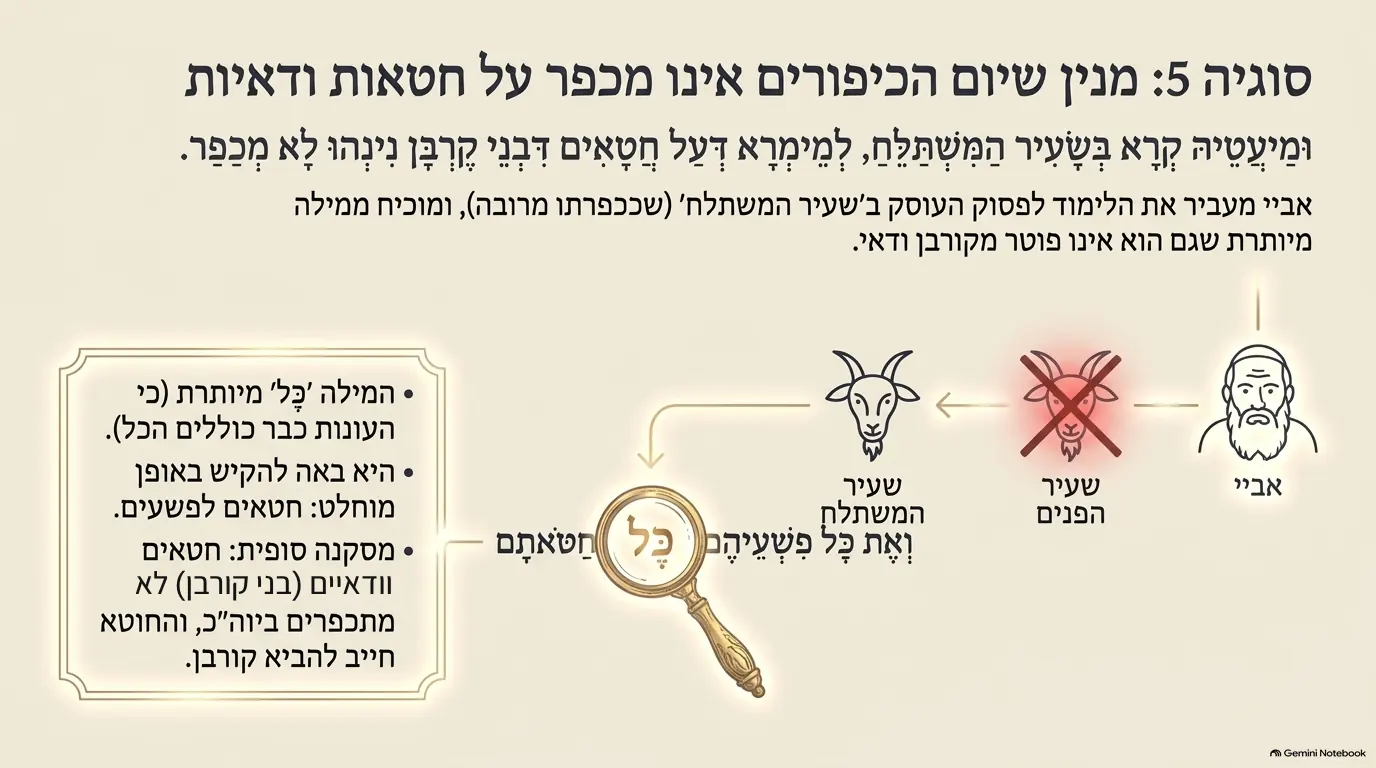 סוגיה 5: מנין שיום הכיפורים אינו מכפר על חטאות ודאיות
וּמַיעֲטֵיהּ קְרָא בְּשָׂעִיר הַמִּשְׁתַּלֵּחַ, לְמֵימְרָא דְּעַל חֲטָאִים דִּבְנֵי קָרְבָּן נִינְהוּ לָא מְכַפַּר.
אביי מעביר את הלימוד לפסוק העוסק ב'שעיר המשתלח' (שככפרתו מרובה), ומוכיח ממילה
מיותרת שגם הוא אינו פוטר מקורבן ודאי.
אביי
שעיר
הפנים
שעיר
המשתלח
וְאֶת כָּל פִּשְׁעֵיהֶם כָּל חַטֹּאתָם
• המילה 'כָּל' מיותרת (כי
העונות כבר כוללים הכל).
• היא באה להקיש באופן
מוחלט: חטאים לפשעים.
• מסקנה סופית: חטאים
וודאיים (בני קורבן) לא
מתכפרים ביוה"כ, והחוטא
חייב להביא קורבן.
Gemini Notebook